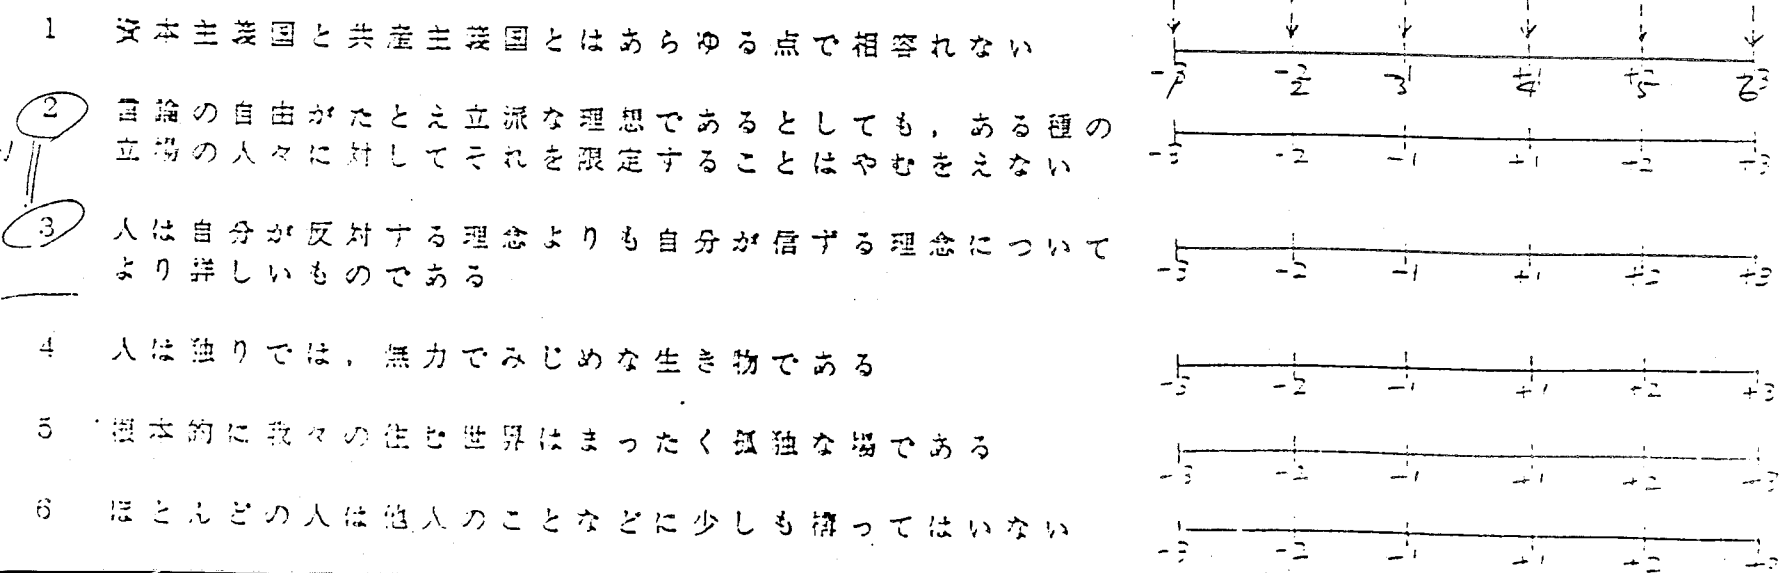 1 資本主義国と共産主義国とはあらゆる点で相容れない
-3 -2 -1 +1 +2 +3
1 2 3 4 5 6
2 言論の自由がたとえ立派な理想であるとしても，ある種の
立場の人々に対してそれを限定することはやむをえない
-3 -2 -1 +1 +2 +3
3 人は自分が反対する理念よりも自分が信ずる理念について
より詳しいものである
-3 -2 -1 +1 +2 +3
4 人は独りでは，無力でみじめな生き物である
-3 -2 -1 +1 +2 +3
5 根本的に我々の住む世界はまったく孤独な場である
-3 -2 -1 +1 +2 +3
6 ほとんどの人は他人のことなどに少しも構ってはいない
-3 -2 -1 +1 +2 +3